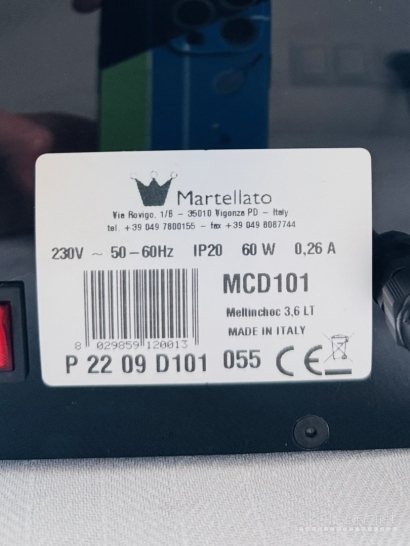 Martellato
Via Rovigo, 1/B – 35010 Vigonza PD – Italy
tel. +39 049 7800155 – fax +39 049 8087744
230V ~ 50–60Hz IP20 60 W 0,26 A
MCD101
Meltinchoc 3,6 LT
MADE IN ITALY
8 029859 120013
P 22 09 D101 055 CE